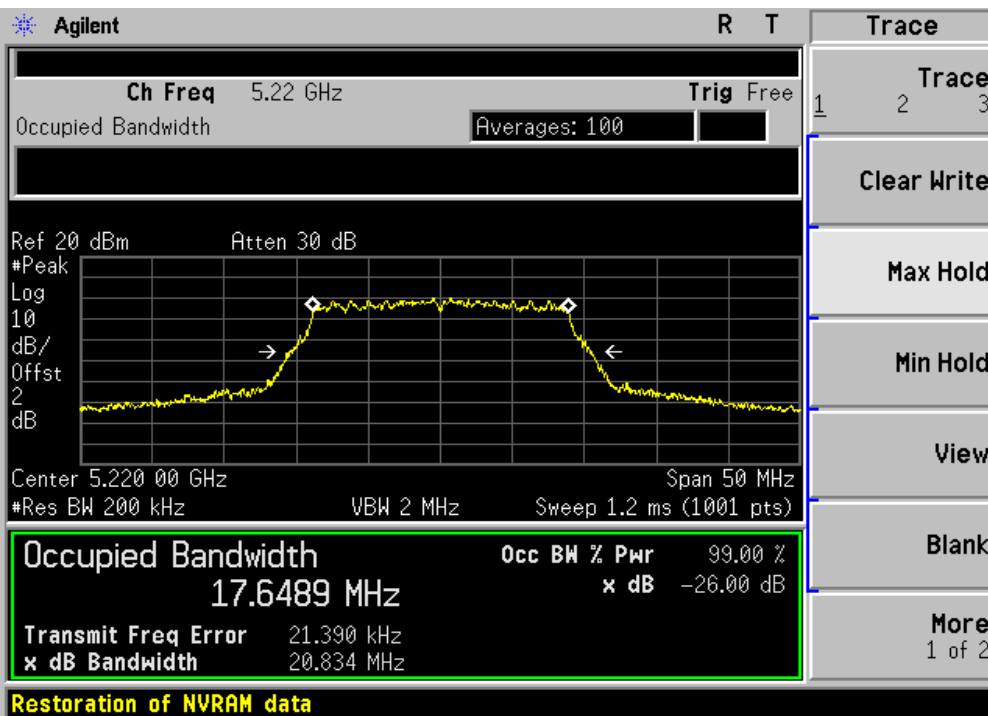 Agilent R T Trace
Ch Freq 5.22 GHz Trig Free
Occupied Bandwidth Averages: 100
Ref 20 dBm Atten 30 dB
#Peak
Log
10
dB/
Offst
2
dB
Center 5.220 00 GHz Span 50 MHz
#Res BW 200 kHz VBW 2 MHz Sweep 1.2 ms (1001 pts)
Occupied Bandwidth
17.6489 MHz
Occ BW % Pwr 99.00 %
x dB -26.00 dB
Transmit Freq Error 21.390 kHz
x dB Bandwidth 20.834 MHz
Restoration of NVRAM data
Trace
1 2 3
Clear Write
Max Hold
Min Hold
View
Blank
More
1 of 2